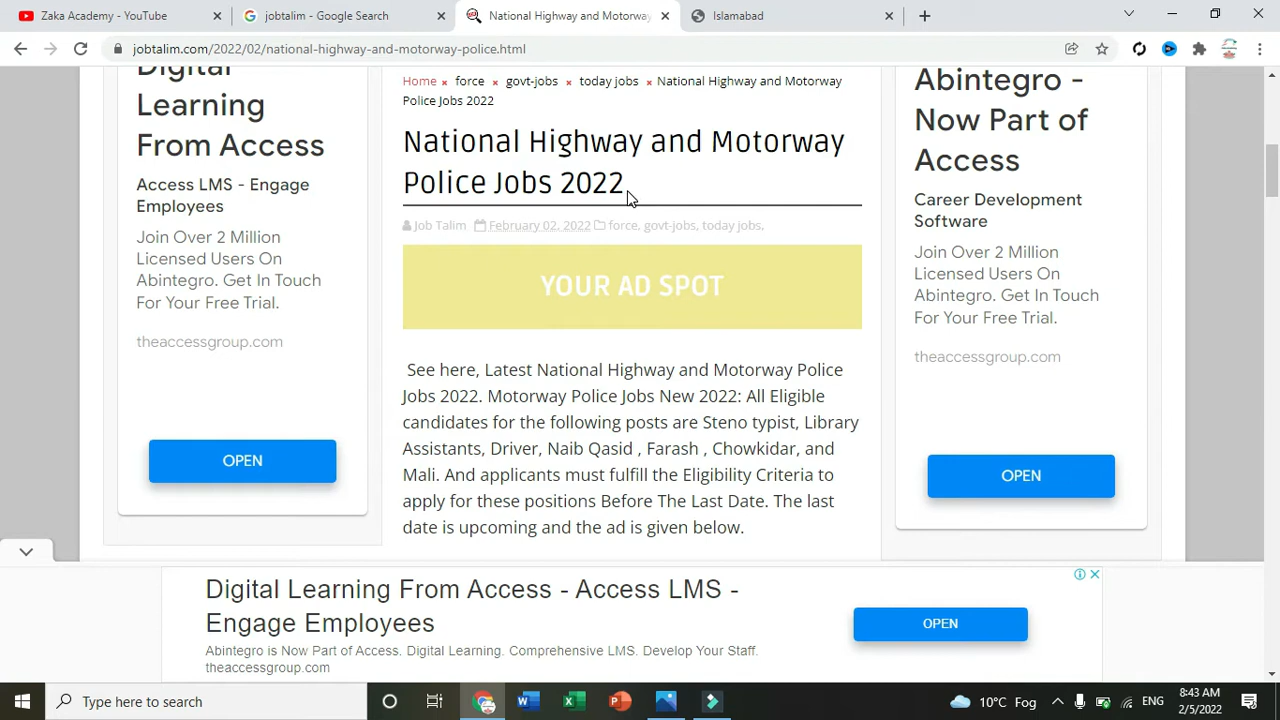 Zaka Academy - YouTube
jobtalim - Google Search
National Highway and Motorway
Islamabad
jobtalim.com/2022/02/national-highway-and-motorway-police.html
Digital
Learning
From Access
Access LMS - Engage
Employees
Join Over 2 Million
Licensed Users On
Abintegro. Get In Touch
For Your Free Trial.
theaccessgroup.com
OPEN
Home × force × govt-jobs × today jobs × National Highway and Motorway
Police Jobs 2022
National Highway and Motorway
Police Jobs 2022
Job Talim February 02, 2022 force, govt-jobs, today jobs,
YOUR AD SPOT
See here, Latest National Highway and Motorway Police
Jobs 2022. Motorway Police Jobs New 2022: All Eligible
candidates for the following posts are Steno typist, Library
Assistants, Driver, Naib Qasid , Farash , Chowkidar, and
Mali. And applicants must fulfill the Eligibility Criteria to
apply for these positions Before The Last Date. The last
date is upcoming and the ad is given below.
Abintegro -
Now Part of
Access
Career Development
Software
Join Over 2 Million
Licensed Users On
Abintegro. Get In Touch
For Your Free Trial.
theaccessgroup.com
OPEN
Digital Learning From Access - Access LMS -
Engage Employees
Abintegro is Now Part of Access. Digital Learning. Comprehensive LMS. Develop Your Staff.
theaccessgroup.com
OPEN
Type here to search
10°C Fog
ENG
8:43 AM
2/5/2022